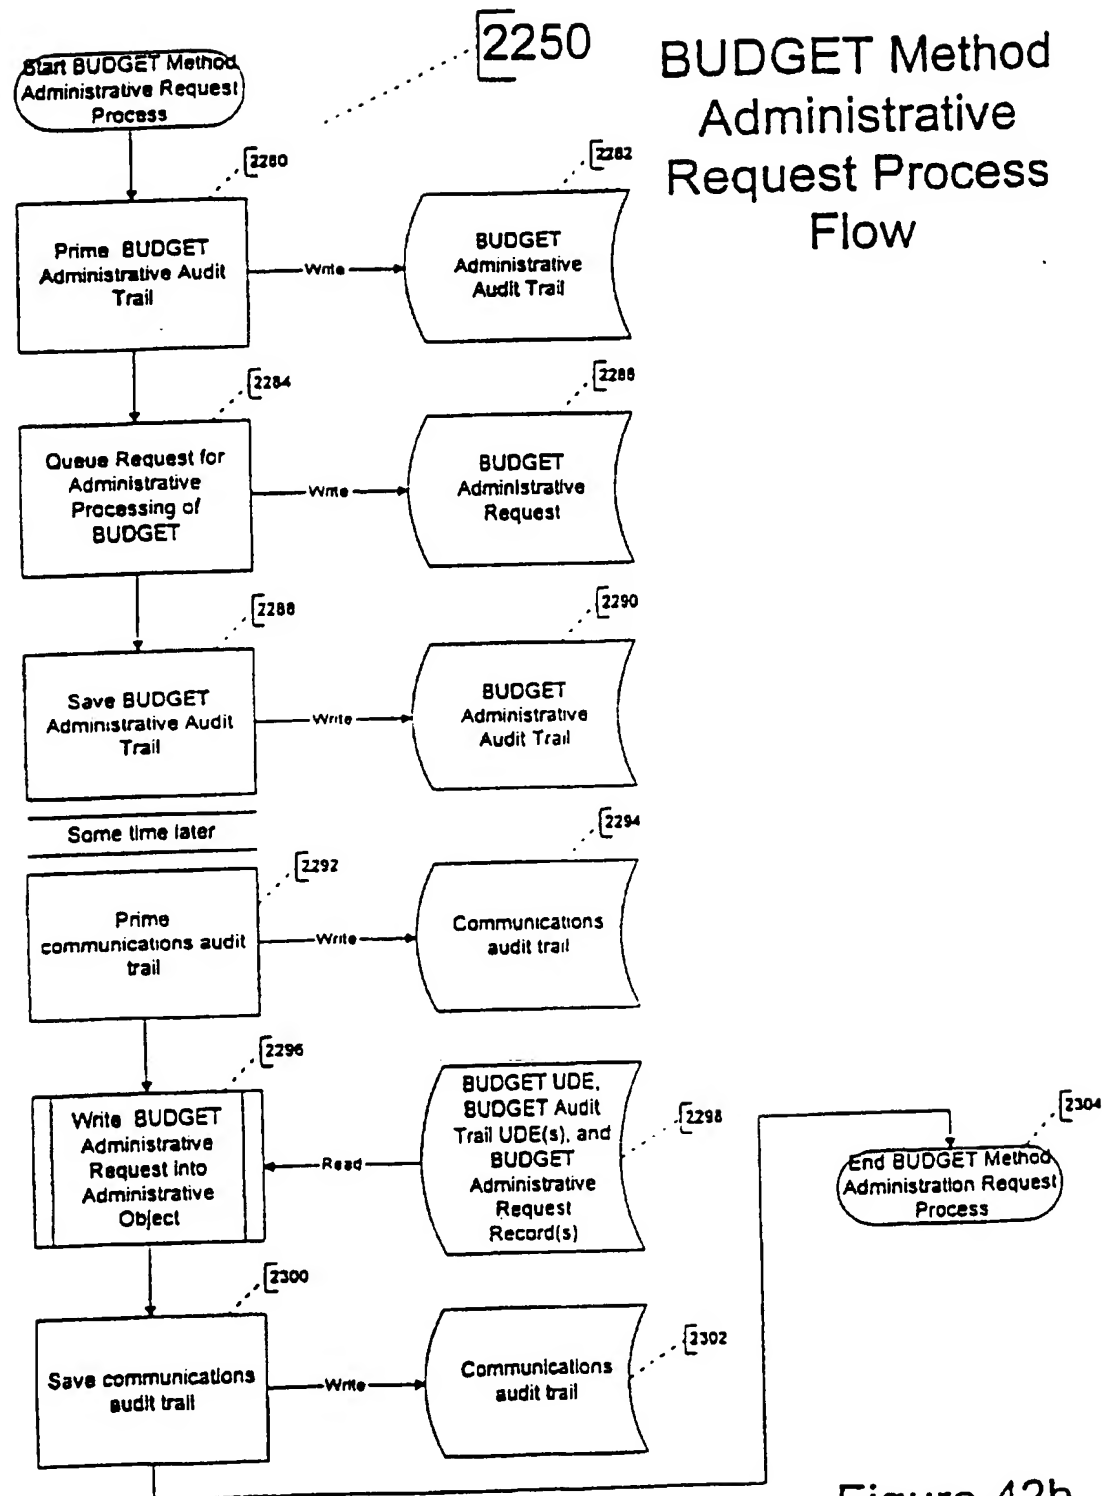 2250
BUDGET Method
Administrative
Request Process
Flow
Start BUDGET Method
Administrative Request
Process
2280
Prime BUDGET
Administrative Audit
Trail
Write
2282
BUDGET
Administrative
Audit Trail
2284
Queue Request for
Administrative
Processing of
BUDGET
Write
2286
BUDGET
Administrative
Request
2288
Save BUDGET
Administrative Audit
Trail
Write
2290
BUDGET
Administrative
Audit Trail
Some time later
2292
Prime
communications audit
trail
Write
2294
Communications
audit trail
2296
Write BUDGET
Administrative
Request into
Administrative
Object
Read
2298
BUDGET UDE,
BUDGET Audit
Trail UDE(s), and
BUDGET
Administrative
Request
Record(s)
2300
Save communications
audit trail
Write
2302
Communications
audit trail
2304
End BUDGET Method
Administration Request
Process
Figure 42b